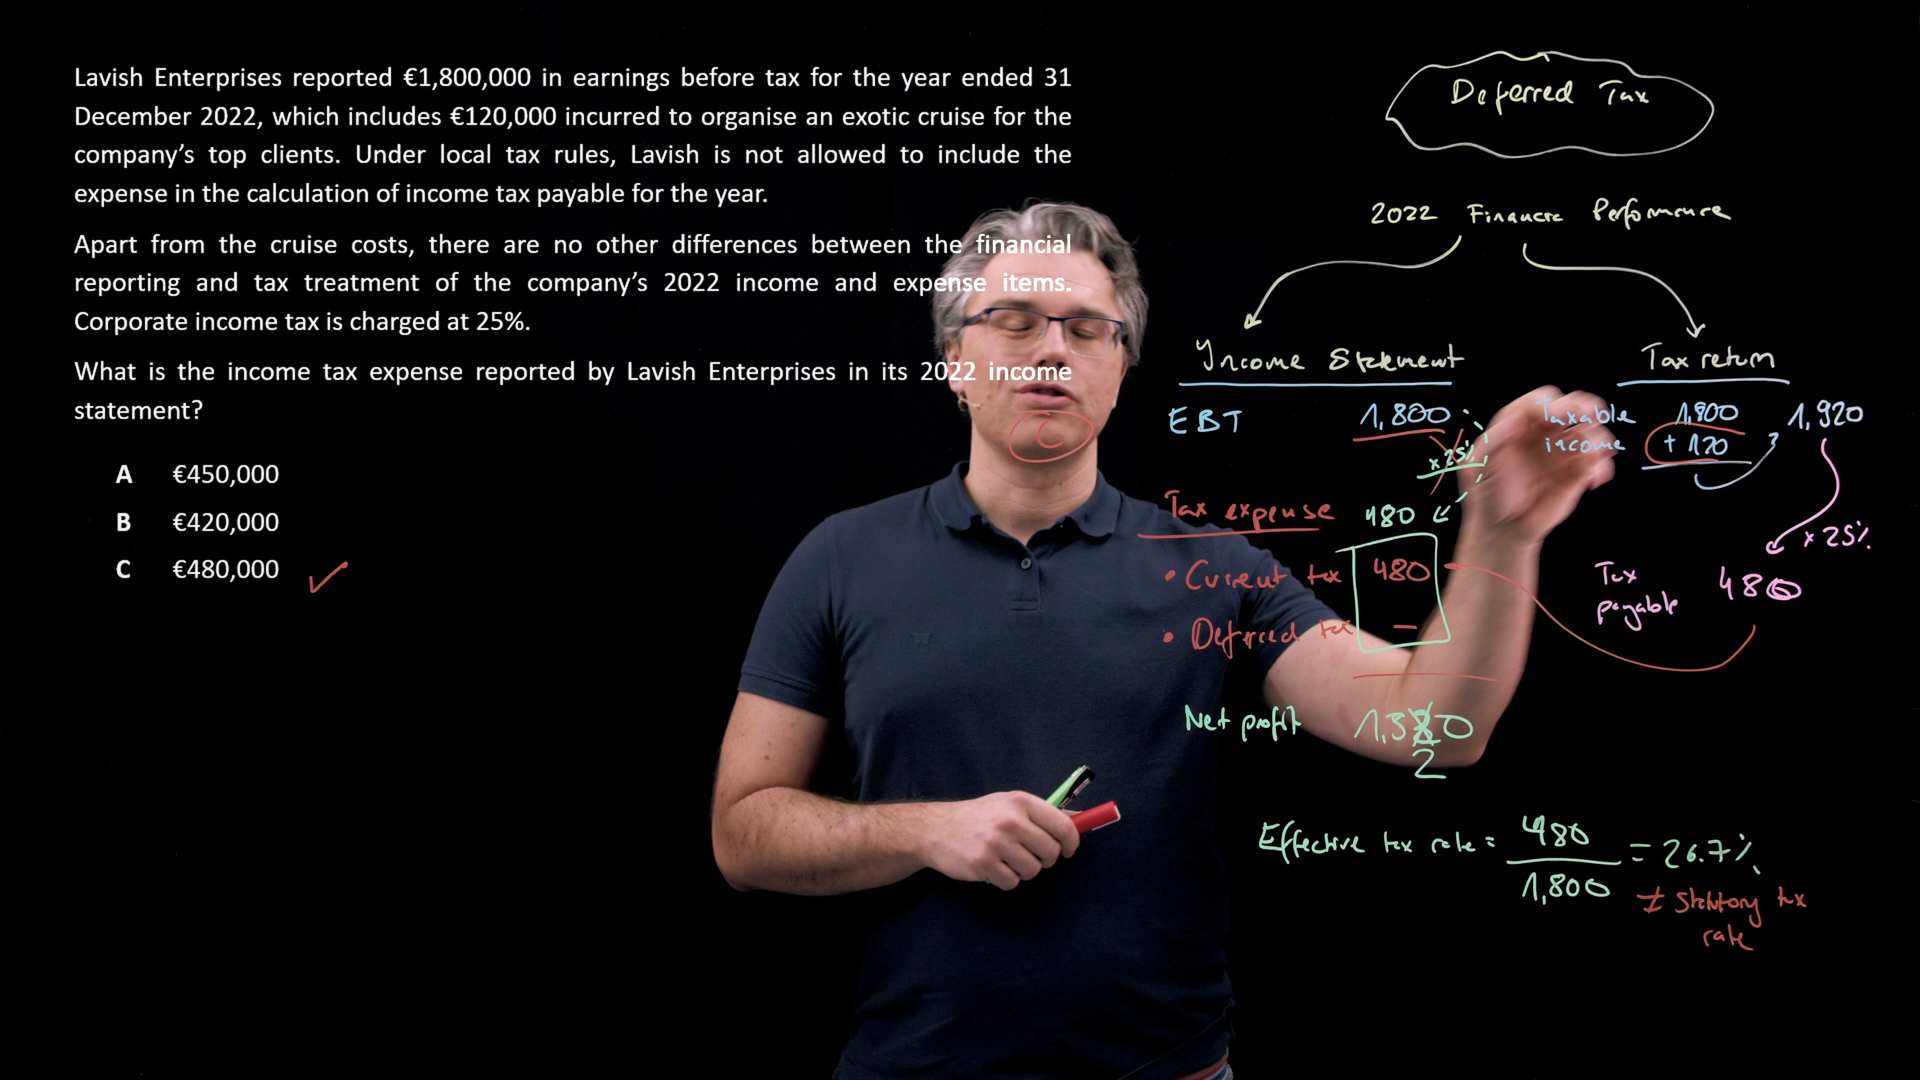 Lavish Enterprises reported €1,800,000 in earnings before tax for the year ended 31
December 2022, which includes €120,000 incurred to organise an exotic cruise for the
company's top clients. Under local tax rules, Lavish is not allowed to include the
expense in the calculation of income tax payable for the year.
Apart from the cruise costs, there are no other differences between the financial
reporting and tax treatment of the company's 2022 income and expense items.
Corporate income tax is charged at 25%.
What is the income tax expense reported by Lavish Enterprises in its 2022 income
statement?
A €450,000
B €420,000
C €480,000 ✓
C
Deferred Tax
2022 Finance Performance
Income Statement
EBT 1,800
x 25%
Tax expense 480
• Current tax 480
• Deferred tax –
Net profit 1,380
2
Tax return
Taxable 1,800 1,920
income + 120
x 25%
Tax 480
payable
Effective tax rate = 480 / 1,800 = 26.7%
≠ Statutory tax
rate